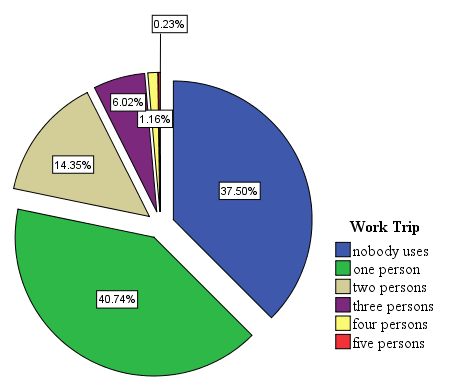 0.23%
6.02%
1.16%
14.35%
37.50%
40.74%
Work Trip
nobody uses
one person
two persons
three persons
four persons
five persons